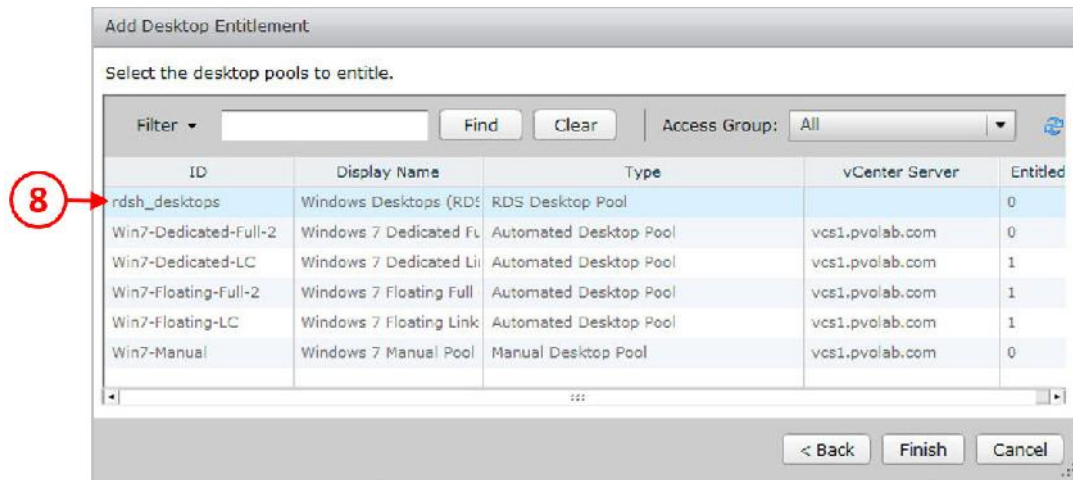 Add Desktop Entitlement
Select the desktop pools to entitle.
Filter Find Clear Access Group: All
ID Display Name Type vCenter Server Entitled
8 rdsh_desktops Windows Desktops (RDS RDS Desktop Pool 0
Win7-Dedicated-Full-2 Windows 7 Dedicated Fu Automated Desktop Pool vcs1.pvolab.com 0
Win7-Dedicated-LC Windows 7 Dedicated Li Automated Desktop Pool vcs1.pvolab.com 1
Win7-Floating-Full-2 Windows 7 Floating Full Automated Desktop Pool vcs1.pvolab.com 1
Win7-Floating-LC Windows 7 Floating Link Automated Desktop Pool vcs1.pvolab.com 1
Win7-Manual Windows 7 Manual Pool Manual Desktop Pool vcs1.pvolab.com 0
< Back Finish Cancel